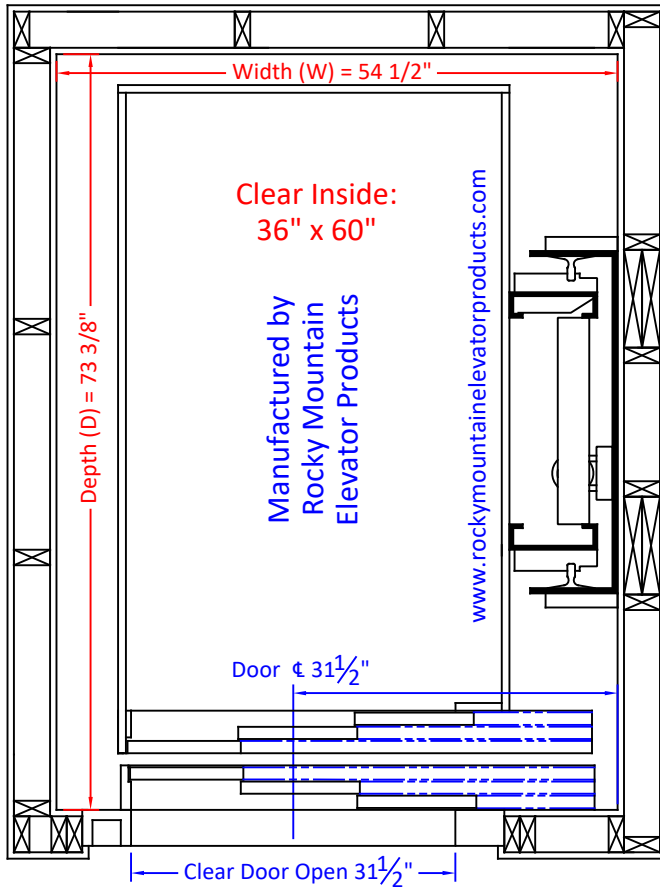 Width (W) = 54 1/2"
Clear Inside:
36" x 60"
www.rockymountainelevatorproducts.com
Depth (D) = 73 3/8"
Manufactured by
Rocky Mountain
Elevator Products
Door ℄ 31½"
Clear Door Open 31½"